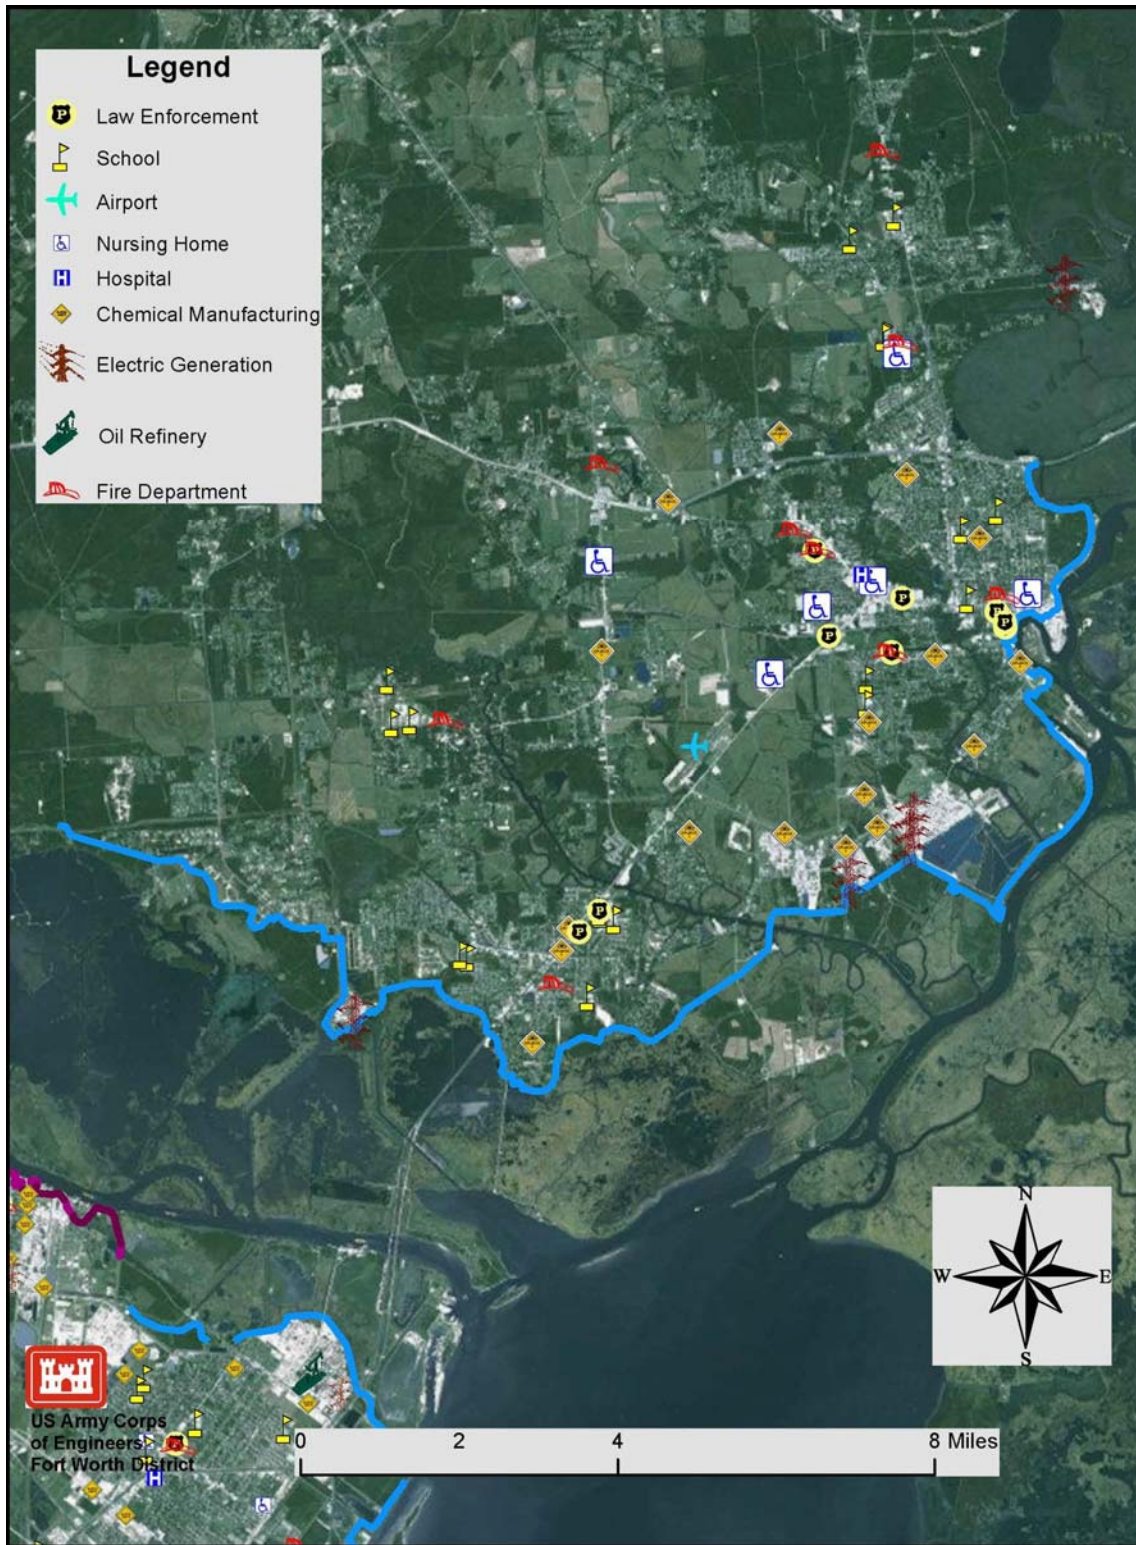 Legend
Law Enforcement
School
Airport
Nursing Home
Hospital
Chemical Manufacturing
Electric Generation
Oil Refinery
Fire Department
N
W E
S
US Army Corps
of Engineers
Fort Worth District
0 2 4 8 Miles